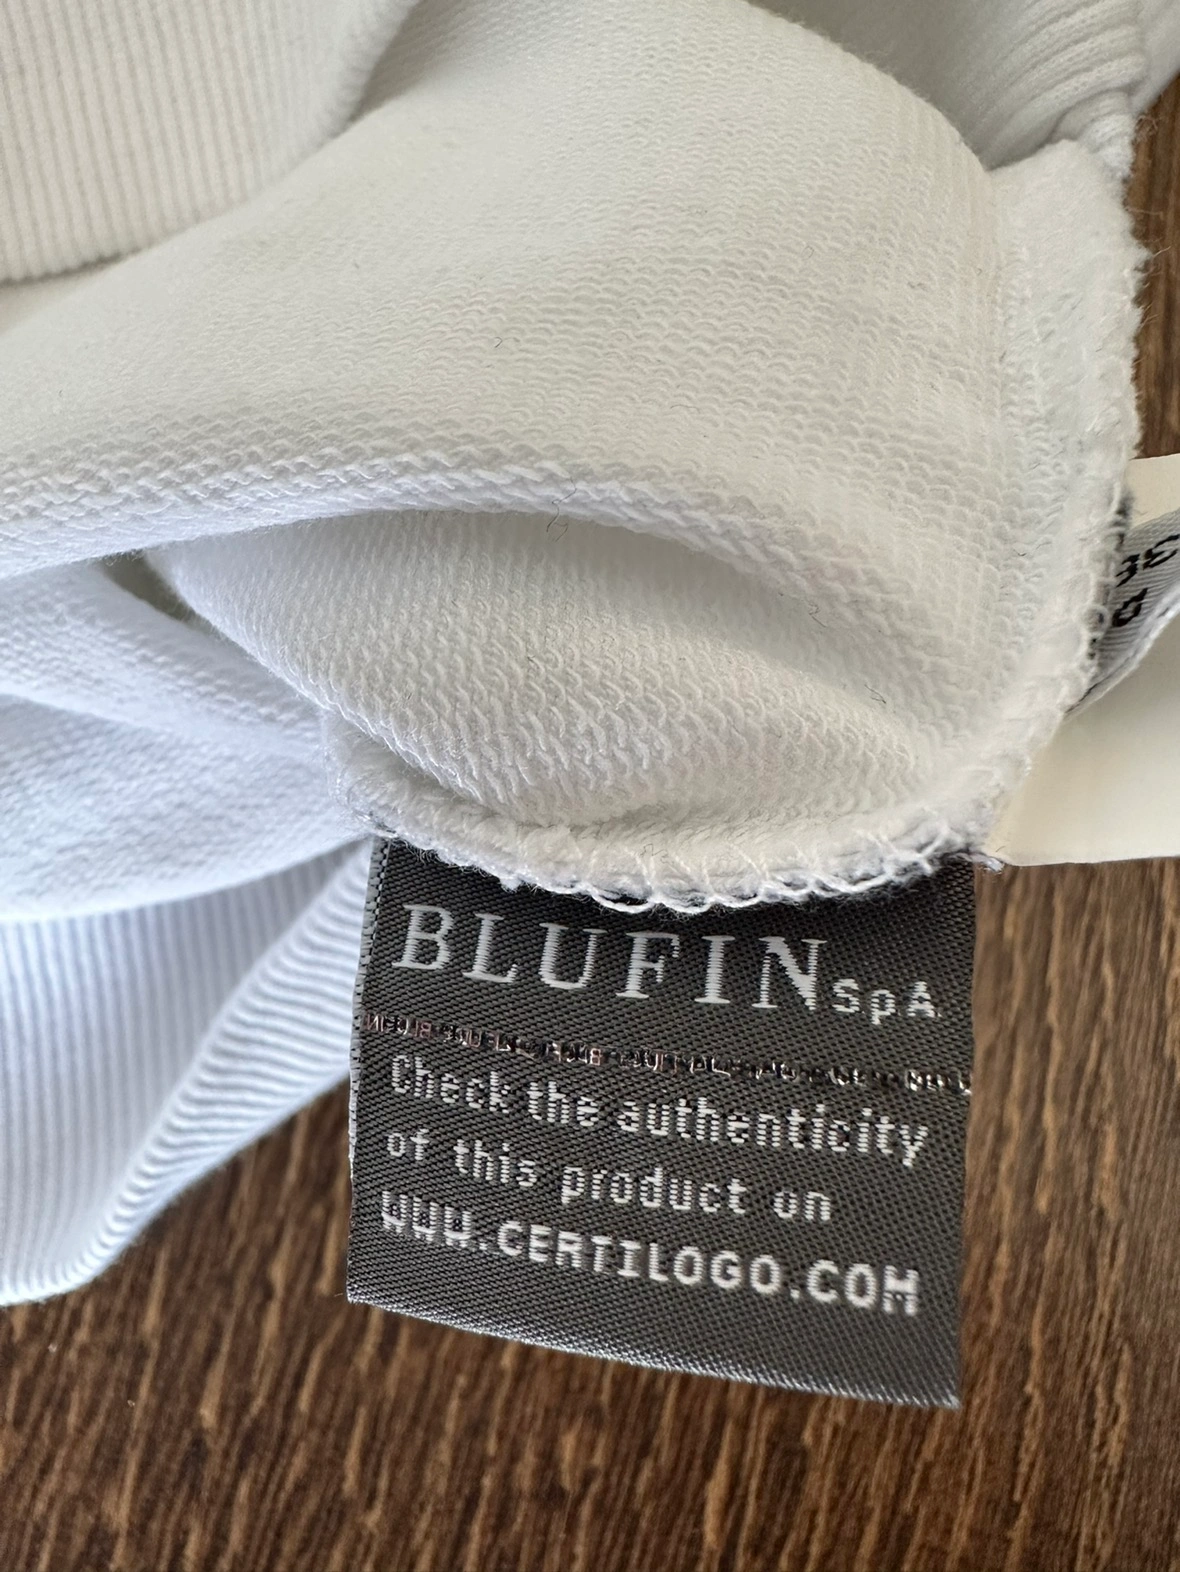 BLUFIN SpA
Check the authenticity
of this product on
WWW.CERTILOGO.COM